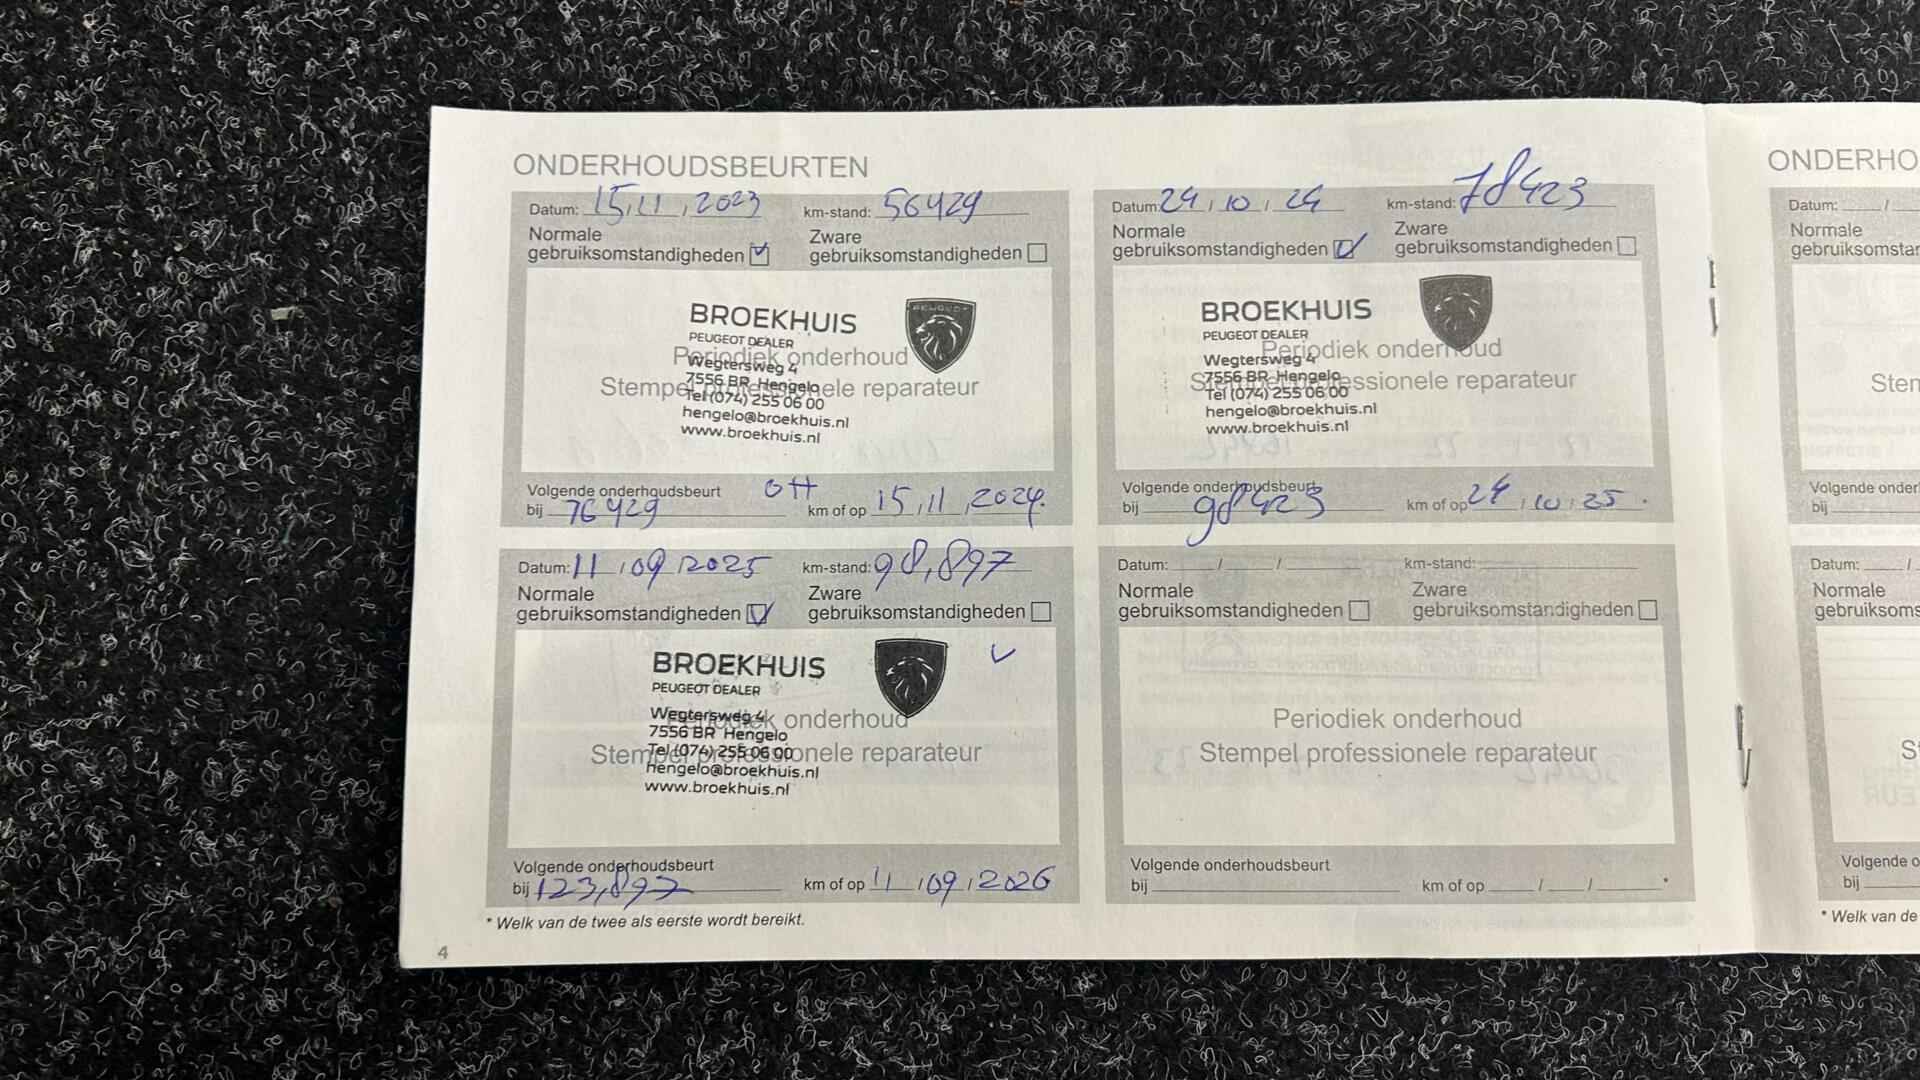 ONDERHOUDSBEURTEN
Datum: 15,11,2023 km-stand: 56429
Normale gebruiksomstandigheden
Zware gebruiksomstandigheden
BROEKHUIS
PEUGEOT DEALER
PEUGEOT
Periodiek onderhoud
Wegtersweg 4
7556 BR Hengelo
Stempel professionele reparateur
Tel (074) 255 06 00
hengelo@broekhuis.nl
www.broekhuis.nl
Volgende onderhoudsbeurt
bij 76429 km of op 15,11,2024.
Datum: 24/10/24 km-stand: 78423
Normale gebruiksomstandigheden
Zware gebruiksomstandigheden
BROEKHUIS
PEUGEOT DEALER
Periodiek onderhoud
Wegtersweg 4
7556 BR Hengelo
Stempel professionele reparateur
Tel (074) 255 06 00
hengelo@broekhuis.nl
www.broekhuis.nl
Volgende onderhoudsbeurt
bij 98423 km of op 24/10/25.
Datum: 11/09/2025 km-stand: 98,897
Normale gebruiksomstandigheden
Zware gebruiksomstandigheden
BROEKHUIS
PEUGEOT DEALER
Wegtersweg 4
Periodiek onderhoud
7556 BR Hengelo
Tel (074) 255 06 00
Stempel professionele reparateur
hengelo@broekhuis.nl
www.broekhuis.nl
Volgende onderhoudsbeurt
bij 123,897 km of op 11/09/2026
Datum: / / km-stand:
Normale gebruiksomstandigheden
Zware gebruiksomstandigheden
Periodiek onderhoud
Stempel professionele reparateur
Volgende onderhoudsbeurt
bij km of op / / *
* Welk van de twee als eerste wordt bereikt.
4
ONDERHO
Datum: /
Normale
gebruiksomstar
Sten
Volgende onder
bij
Datum: /
Normale
gebruiksoms
S
Volgende o
bij
* Welk van de